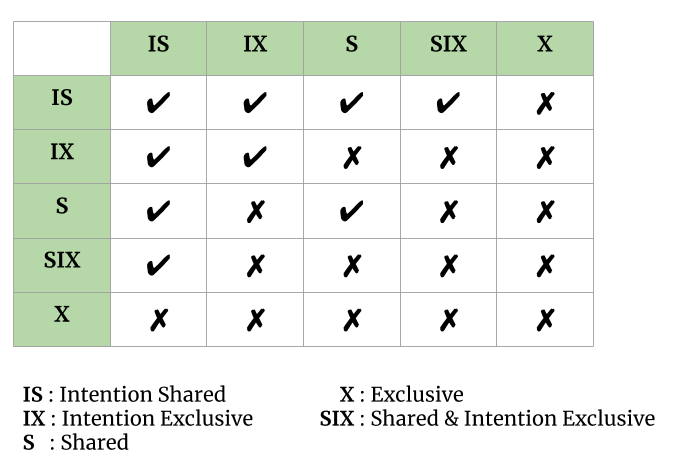 IS IX S SIX X
IS ✔ ✔ ✔ ✔ ✗
IX ✔ ✔ ✗ ✗ ✗
S ✔ ✗ ✔ ✗ ✗
SIX ✔ ✗ ✗ ✗ ✗
X ✗ ✗ ✗ ✗ ✗
IS : Intention Shared
IX : Intention Exclusive
S : Shared
X : Exclusive
SIX : Shared & Intention Exclusive